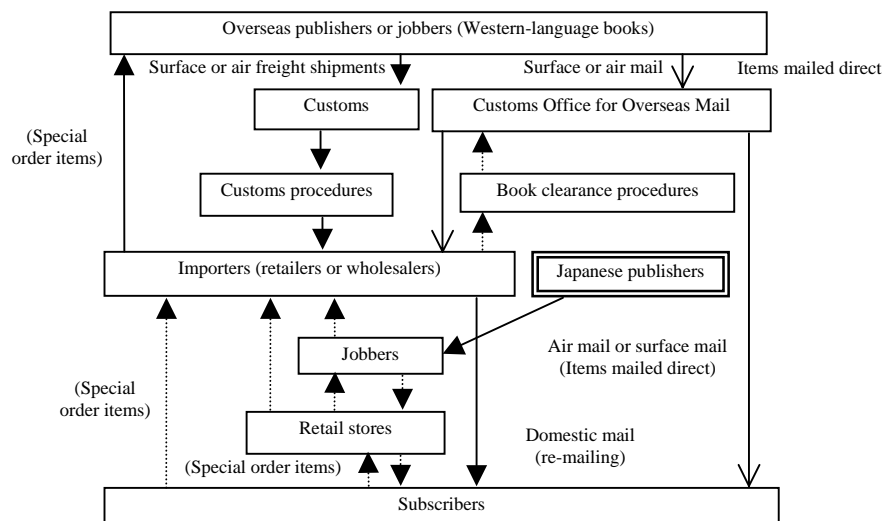 Overseas publishers or jobbers (Western-language books)
Surface or air freight shipments
Surface or air mail
Items mailed direct
Customs
Customs Office for Overseas Mail
(Special
order items)
Customs procedures
Book clearance procedures
Importers (retailers or wholesalers)
Japanese publishers
Jobbers
Air mail or surface mail
(Items mailed direct)
(Special
order items)
Retail stores
Domestic mail
(re-mailing)
(Special order items)
Subscribers